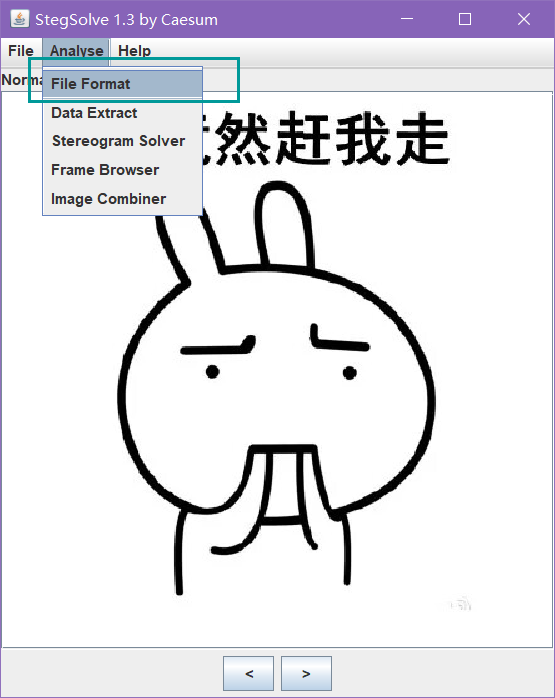 StegSolve 1.3 by Caesum
File Analyse Help
Norma
File Format
Data Extract
Stereogram Solver
Frame Browser
Image Combiner
然赶我走
< >